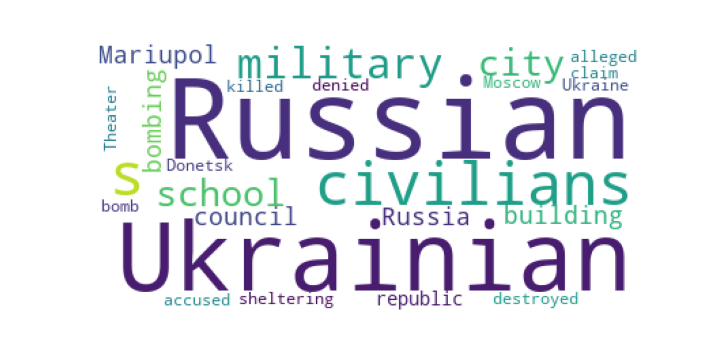 Mariupol military city alleged
claim
Theater bombing killed denied Moscow Ukraine
Russian
Donetsk
s school civilians
bomb council Russia building
Ukrainian
accused sheltering republic destroyed